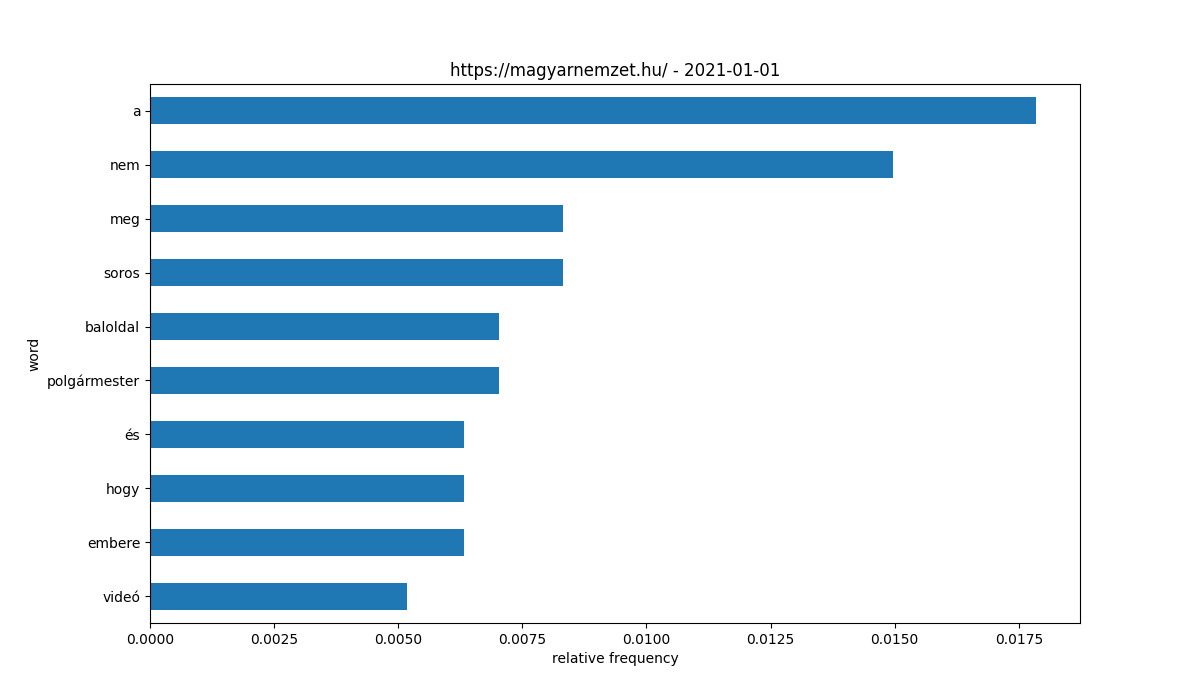 https://magyarnemzet.hu/ - 2021-01-01
a
nem
meg
soros
baloldal
polgármester
és
hogy
embere
videó
word
0.0000 0.0025 0.0050 0.0075 0.0100 0.0125 0.0150 0.0175
relative frequency